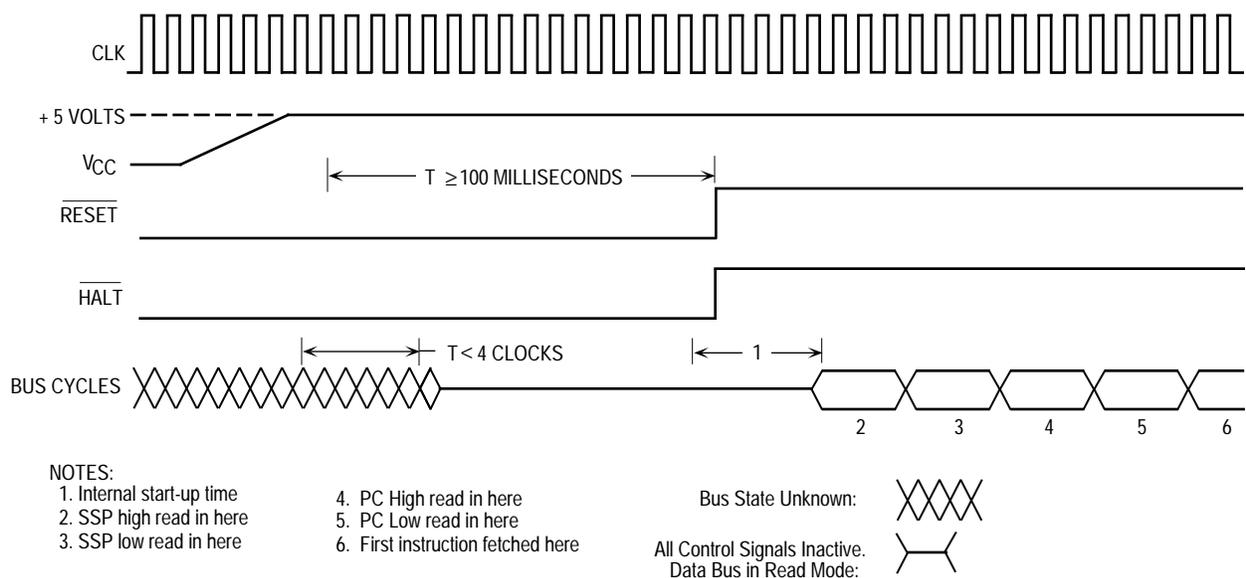 CLK
+ 5 VOLTS
VCC
T ≥ 100 MILLISECONDS
RESET
HALT
T < 4 CLOCKS
1
BUS CYCLES
2 3 4 5 6
NOTES:
1. Internal start-up time
2. SSP high read in here
3. SSP low read in here
4. PC High read in here
5. PC Low read in here
6. First instruction fetched here
Bus State Unknown:
All Control Signals Inactive.
Data Bus in Read Mode: